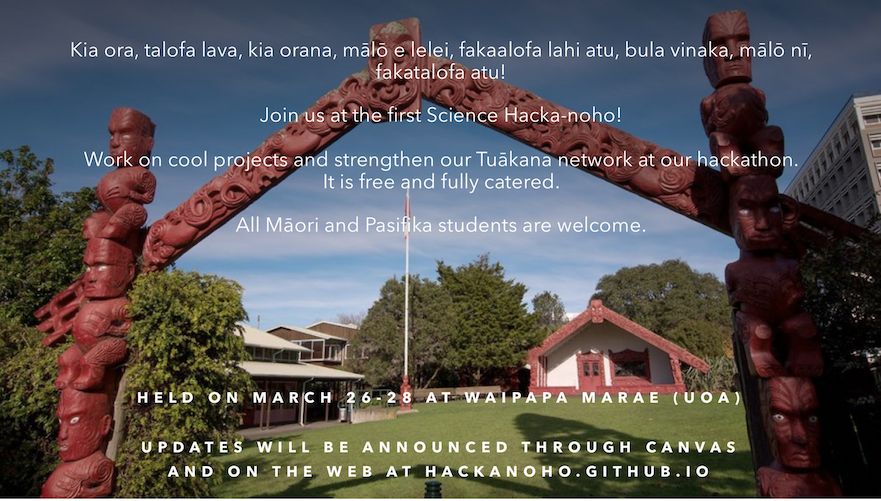 Kia ora, talofa lava, kia orana, mālō e lelei, fakaalofa lahi atu, bula vinaka, mālō nī,
fakatalofa atu!
Join us at the first Science Hacka-noho!
Work on cool projects and strengthen our Tuākana network at our hackathon.
It is free and fully catered.
All Māori and Pasifika students are welcome.
HELD ON MARCH 26-28 AT WAIPAPA MARAE (UOA)
UPDATES WILL BE ANNOUNCED THROUGH CANVAS
AND ON THE WEB AT HACKANOHO.GITHUB.IO